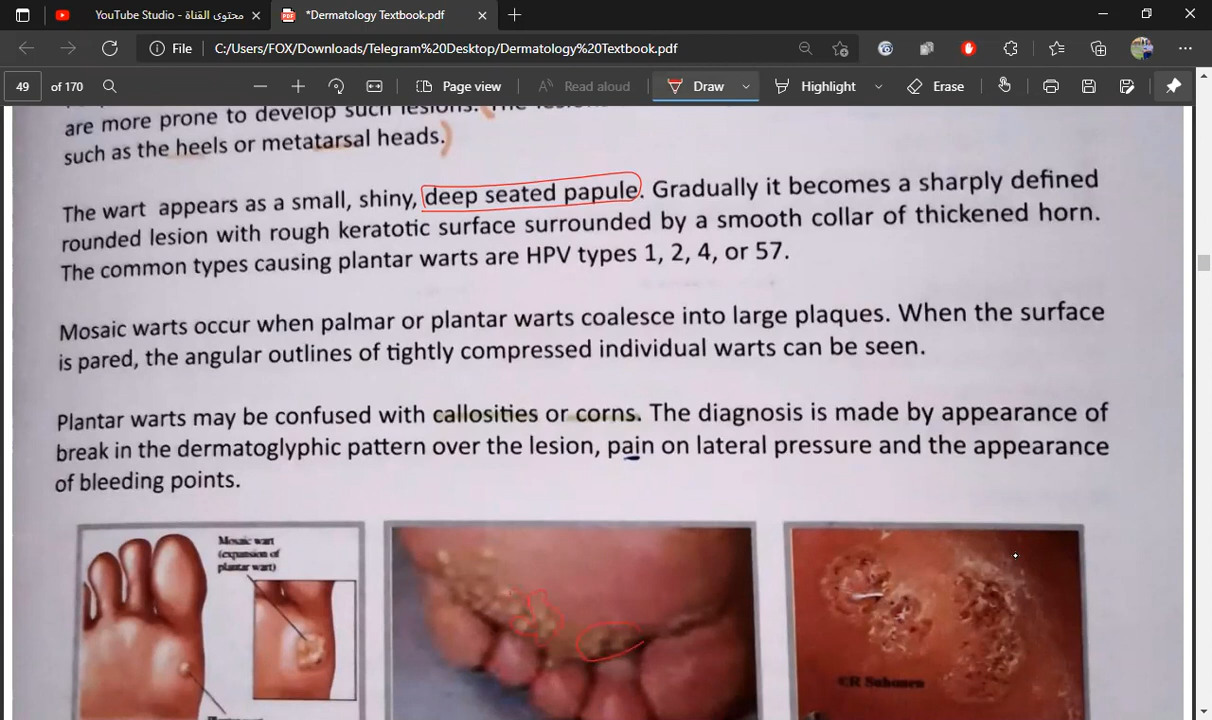 YouTube Studio - محتوى القناة
*Dermatology Textbook.pdf
File
C:/Users/FOX/Downloads/Telegram%20Desktop/Dermatology%20Textbook.pdf
49 of 170
Page view
Read aloud
Draw
Highlight
Erase
are more prone to develop such lesions. The lesions
such as the heels or metatarsal heads.
The wart appears as a small, shiny, deep seated papule. Gradually it becomes a sharply defined
rounded lesion with rough keratotic surface surrounded by a smooth collar of thickened horn.
The common types causing plantar warts are HPV types 1, 2, 4, or 57.
Mosaic warts occur when palmar or plantar warts coalesce into large plaques. When the surface
is pared, the angular outlines of tightly compressed individual warts can be seen.
Plantar warts may be confused with callosities or corns. The diagnosis is made by appearance of
break in the dermatoglyphic pattern over the lesion, pain on lateral pressure and the appearance
of bleeding points.
Mosaic wart
(expansion of
plantar wart)
©R Suhonen